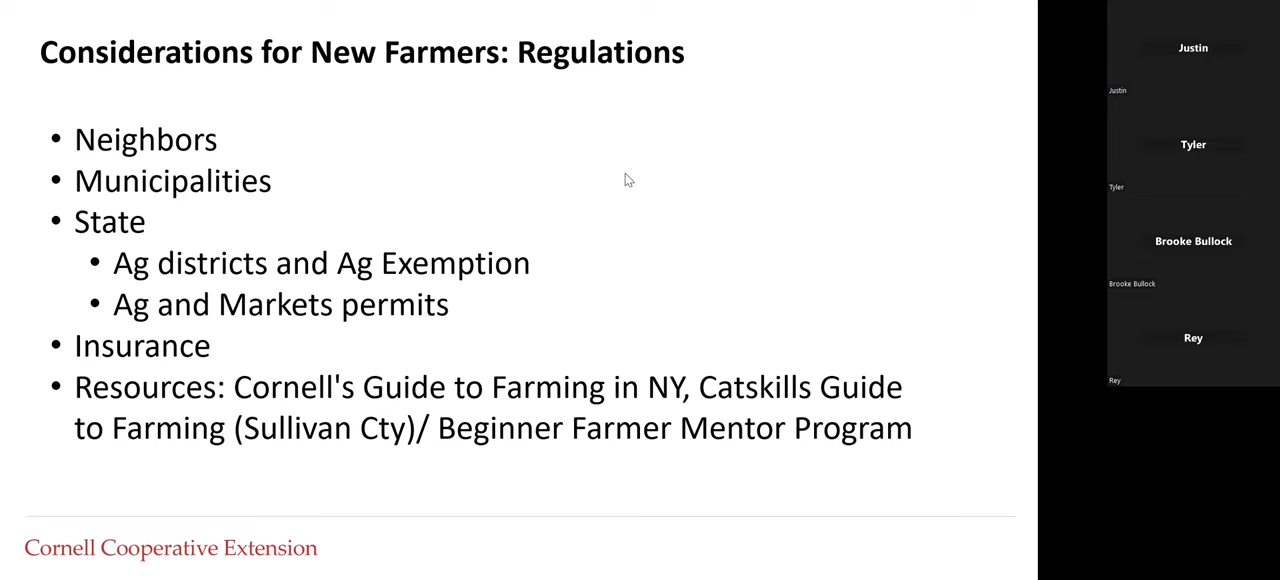 Considerations for New Farmers: Regulations
• Neighbors
• Municipalities
• State
• Ag districts and Ag Exemption
• Ag and Markets permits
• Insurance
• Resources: Cornell's Guide to Farming in NY, Catskills Guide
to Farming (Sullivan Cty)/ Beginner Farmer Mentor Program
Cornell Cooperative Extension
Justin
Justin
Tyler
Tyler
Brooke Bullock
Brooke Bullock
Rey
Rey